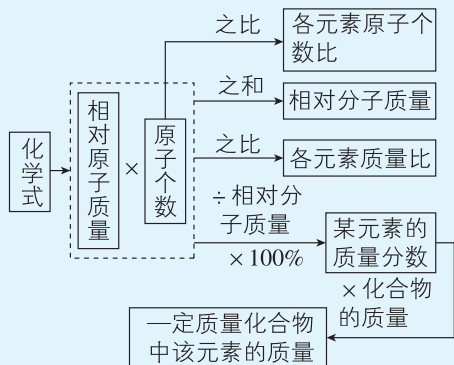 化学式
相对原子质量
×
原子个数
之比
各元素原子个
数比
之和
相对分子质量
之比
各元素质量比
÷相对分
子质量
×100%
某元素的
质量分数
×化合物
的质量
一定质量化合物
中该元素的质量